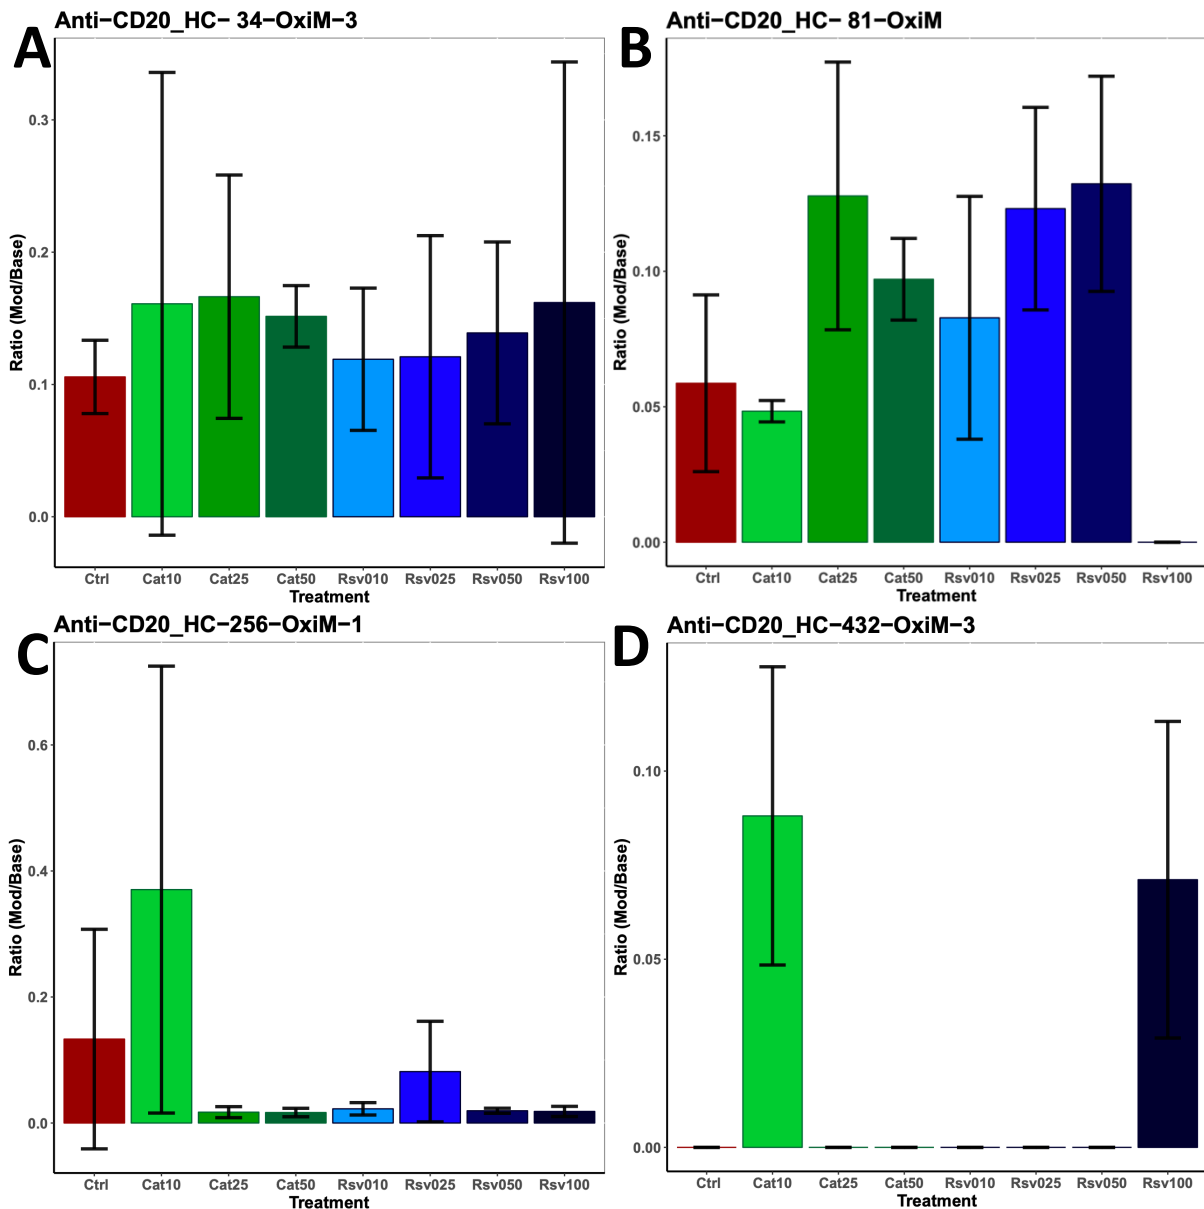 A
Anti−CD20_HC− 34−OxiM−3
Ratio (Mod/Base)
0.3
0.2
0.1
0.0
Ctrl Cat10 Cat25 Cat50 Rsv010 Rsv025 Rsv050 Rsv100
Treatment
B
Anti−CD20_HC− 81−OxiM
Ratio (Mod/Base)
0.15
0.10
0.05
0.00
Ctrl Cat10 Cat25 Cat50 Rsv010 Rsv025 Rsv050 Rsv100
Treatment
C
Anti−CD20_HC−256−OxiM−1
Ratio (Mod/Base)
0.6
0.4
0.2
0.0
Ctrl Cat10 Cat25 Cat50 Rsv010 Rsv025 Rsv050 Rsv100
Treatment
D
Anti−CD20_HC−432−OxiM−3
Ratio (Mod/Base)
0.10
0.05
0.00
Ctrl Cat10 Cat25 Cat50 Rsv010 Rsv025 Rsv050 Rsv100
Treatment